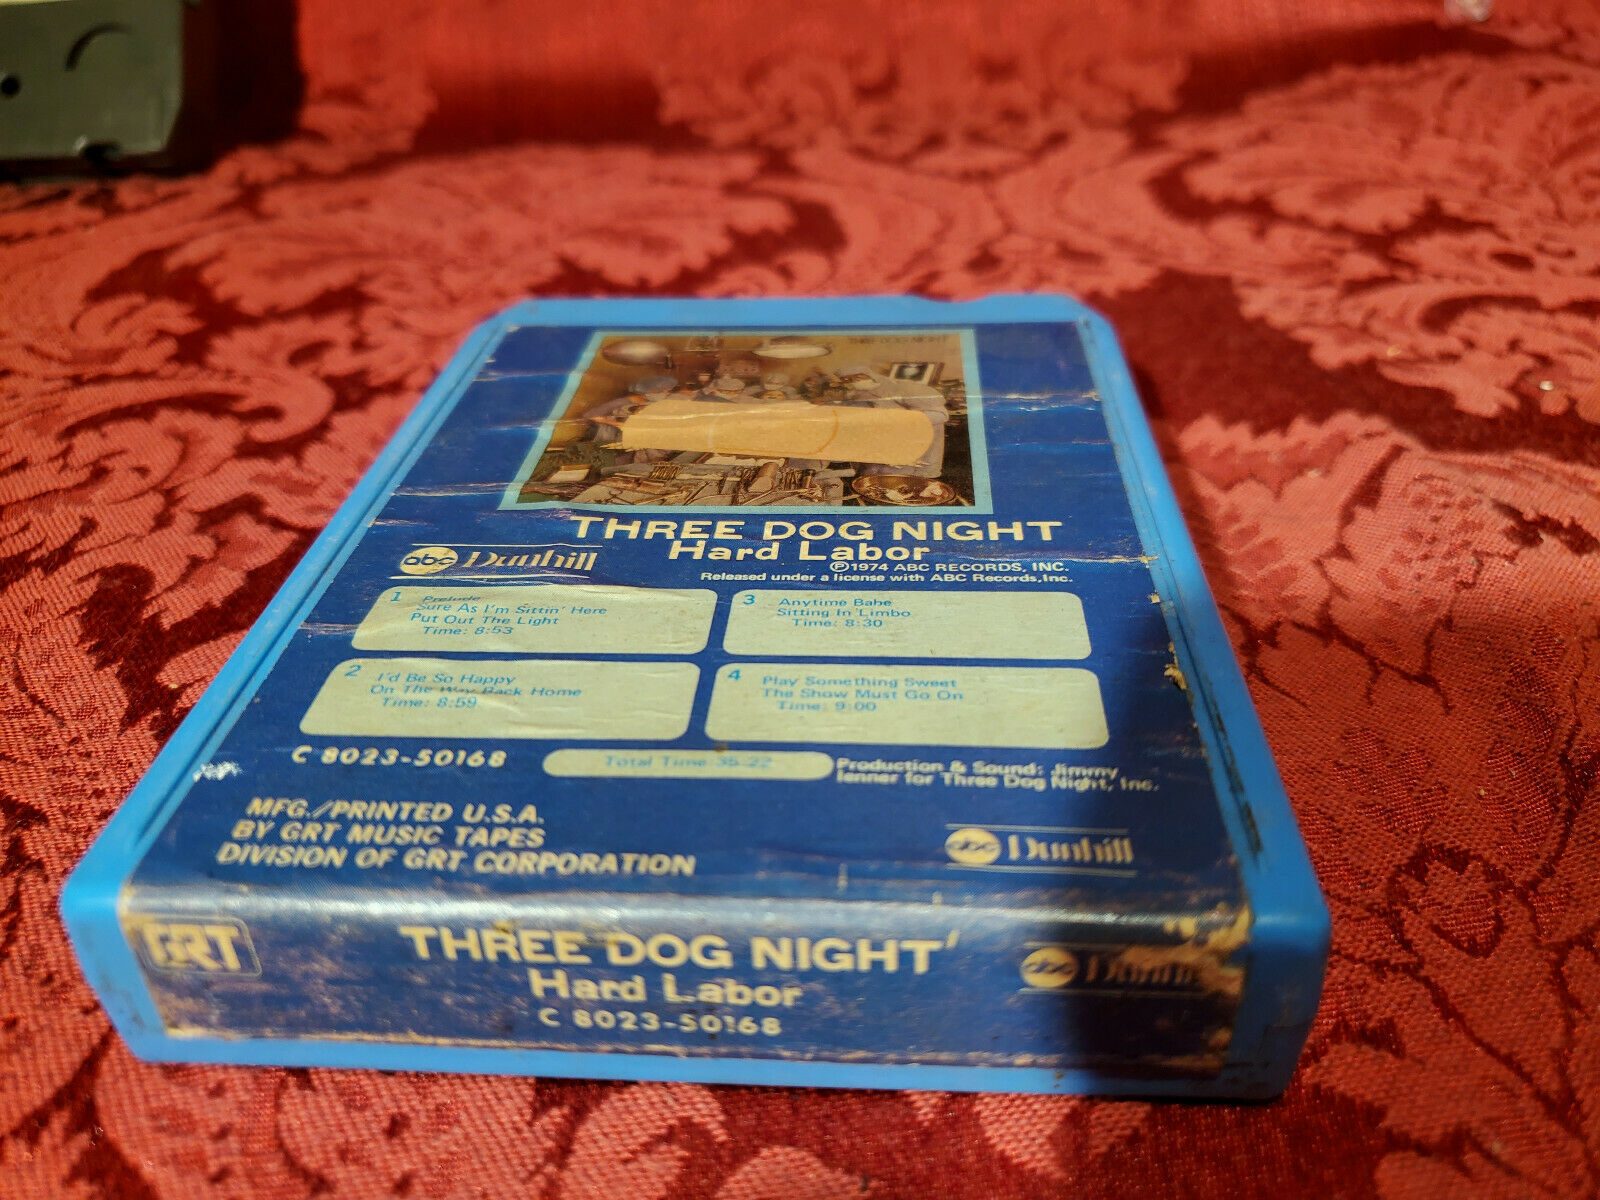 THREE DOG NIGHT
THREE DOG NIGHT
Hard Labor
℗1974 ABC RECORDS, INC.
Released under a license with ABC Records, Inc.
abc Dunhill
1 Prelude
Sure As I'm Sittin' Here
Put Out The Light
Time: 8:53
2 I'd Be So Happy
On The Way Back Home
Time: 8:59
3 Anytime Babe
Sitting In Limbo
Time: 8:30
4 Play Something Sweet
The Show Must Go On
Time: 9:00
C 8023-50168
Total Time 35:22
Production & Sound: Jimmy
Ienner for Three Dog Night, Inc.
MFG./PRINTED U.S.A.
BY GRT MUSIC TAPES
DIVISION OF GRT CORPORATION
abc Dunhill
GRT
THREE DOG NIGHT
Hard Labor
C 8023-50168
abc Dunhill